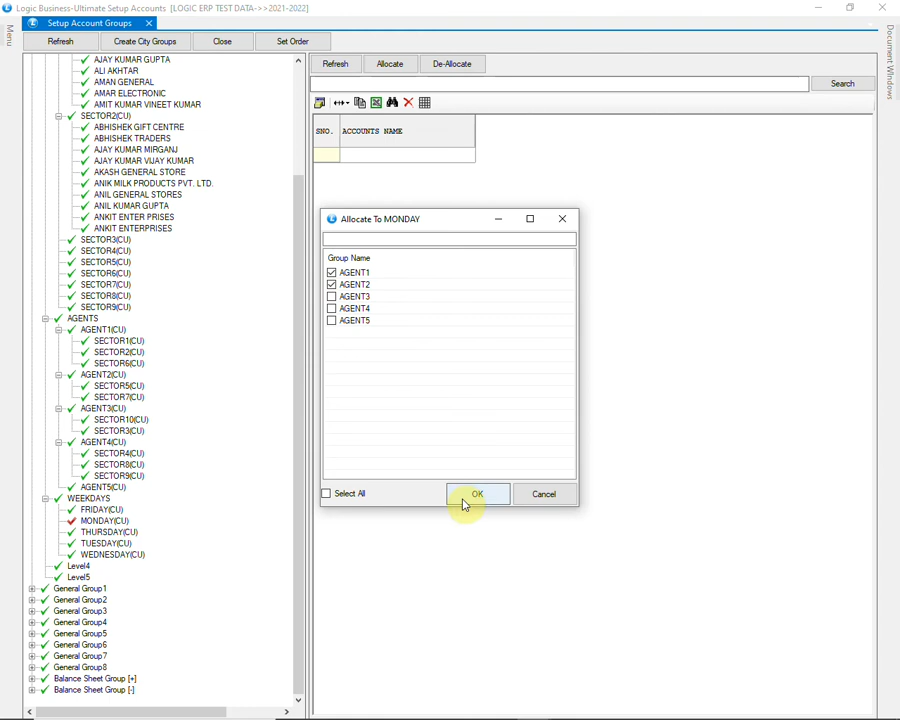 Logic Business-Ultimate Setup Accounts [LOGIC ERP TEST DATA->>2021-2022]
Menu
Setup Account Groups
Document Windows
Refresh
Create City Groups
Close
Set Order
AJAY KUMAR GUPTA
ALI AKHTAR
AMAN GENERAL
AMAR ELECTRONIC
AMIT KUMAR VINEET KUMAR
SECTOR2(CU)
ABHISHEK GIFT CENTRE
ABHISHEK TRADERS
AJAY KUMAR MIRGANJ
AJAY KUMAR VIJAY KUMAR
AKASH GENERAL STORE
ANIK MILK PRODUCTS PVT. LTD.
ANIL GENERAL STORES
ANIL KUMAR GUPTA
ANKIT ENTER PRISES
ANKIT ENTERPRISES
SECTOR3(CU)
SECTOR4(CU)
SECTOR5(CU)
SECTOR6(CU)
SECTOR7(CU)
SECTOR8(CU)
SECTOR9(CU)
AGENTS
AGENT1(CU)
SECTOR1(CU)
SECTOR2(CU)
SECTOR6(CU)
AGENT2(CU)
SECTOR5(CU)
SECTOR7(CU)
AGENT3(CU)
SECTOR10(CU)
SECTOR3(CU)
AGENT4(CU)
SECTOR4(CU)
SECTOR8(CU)
SECTOR9(CU)
AGENT5(CU)
WEEKDAYS
FRIDAY(CU)
MONDAY(CU)
THURSDAY(CU)
TUESDAY(CU)
WEDNESDAY(CU)
Level4
Level5
General Group1
General Group2
General Group3
General Group4
General Group5
General Group6
General Group7
General Group8
Balance Sheet Group [+]
Balance Sheet Group [-]
Refresh
Allocate
De-Allocate
Search
SNO.
ACCOUNTS NAME
Allocate To MONDAY
Group Name
AGENT1
AGENT2
AGENT3
AGENT4
AGENT5
Select All
OK
Cancel